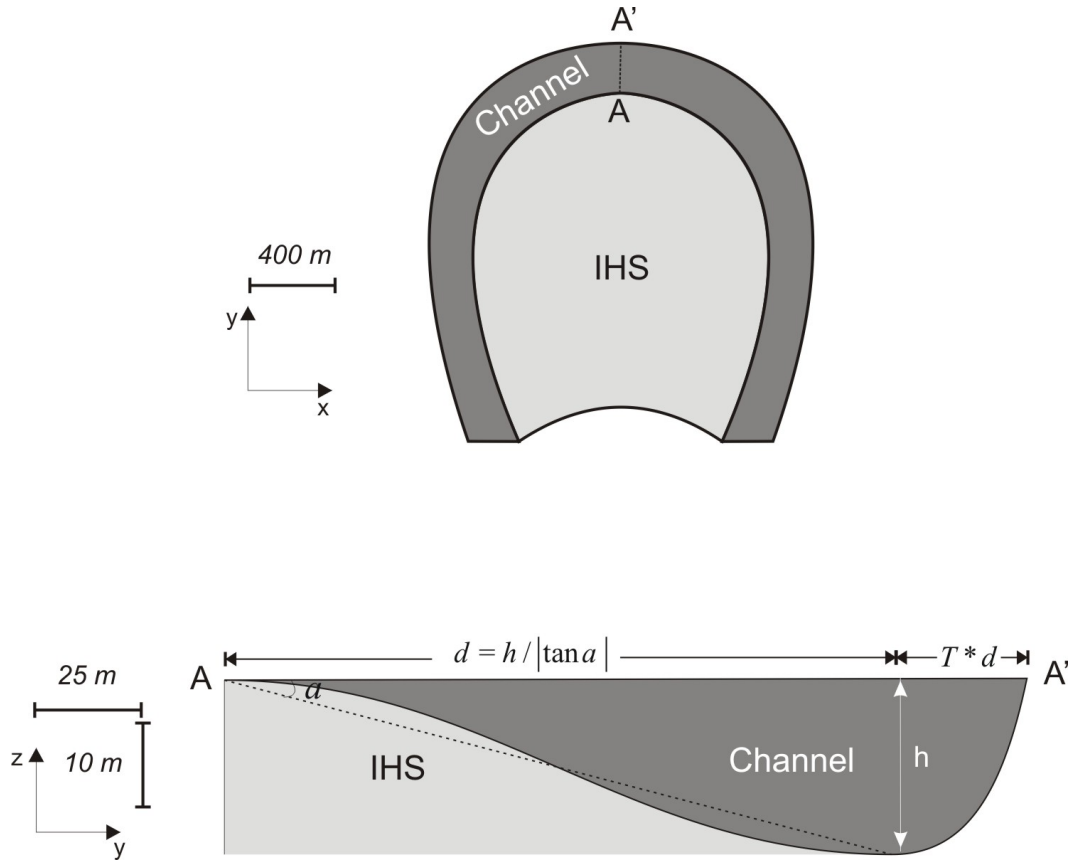 A’
Channel
A
400 m
IHS
y
x
d = h / |tan a|
T * d
25 m
A
A’
a
z
10 m
IHS
Channel
h
y